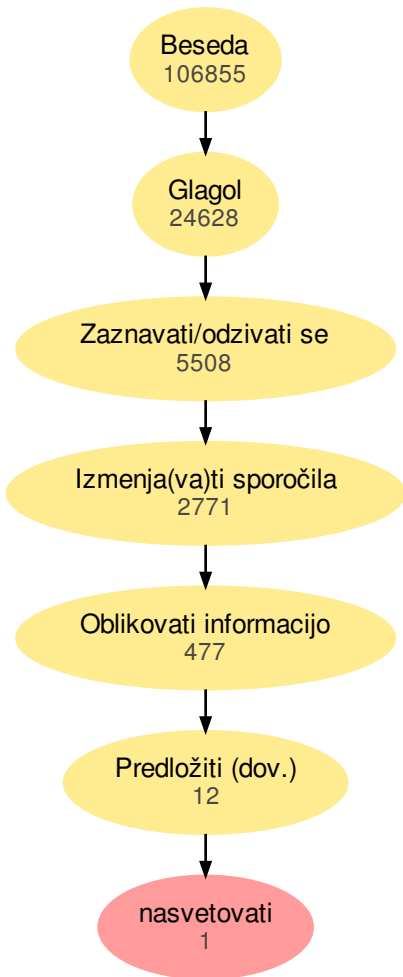 Beseda
106855
Glagol
24628
Zaznavati/odzivati se
5508
Izmenja(va)ti sporočila
2771
Oblikovati informacijo
477
Predložiti (dov.)
12
nasvetovati
1